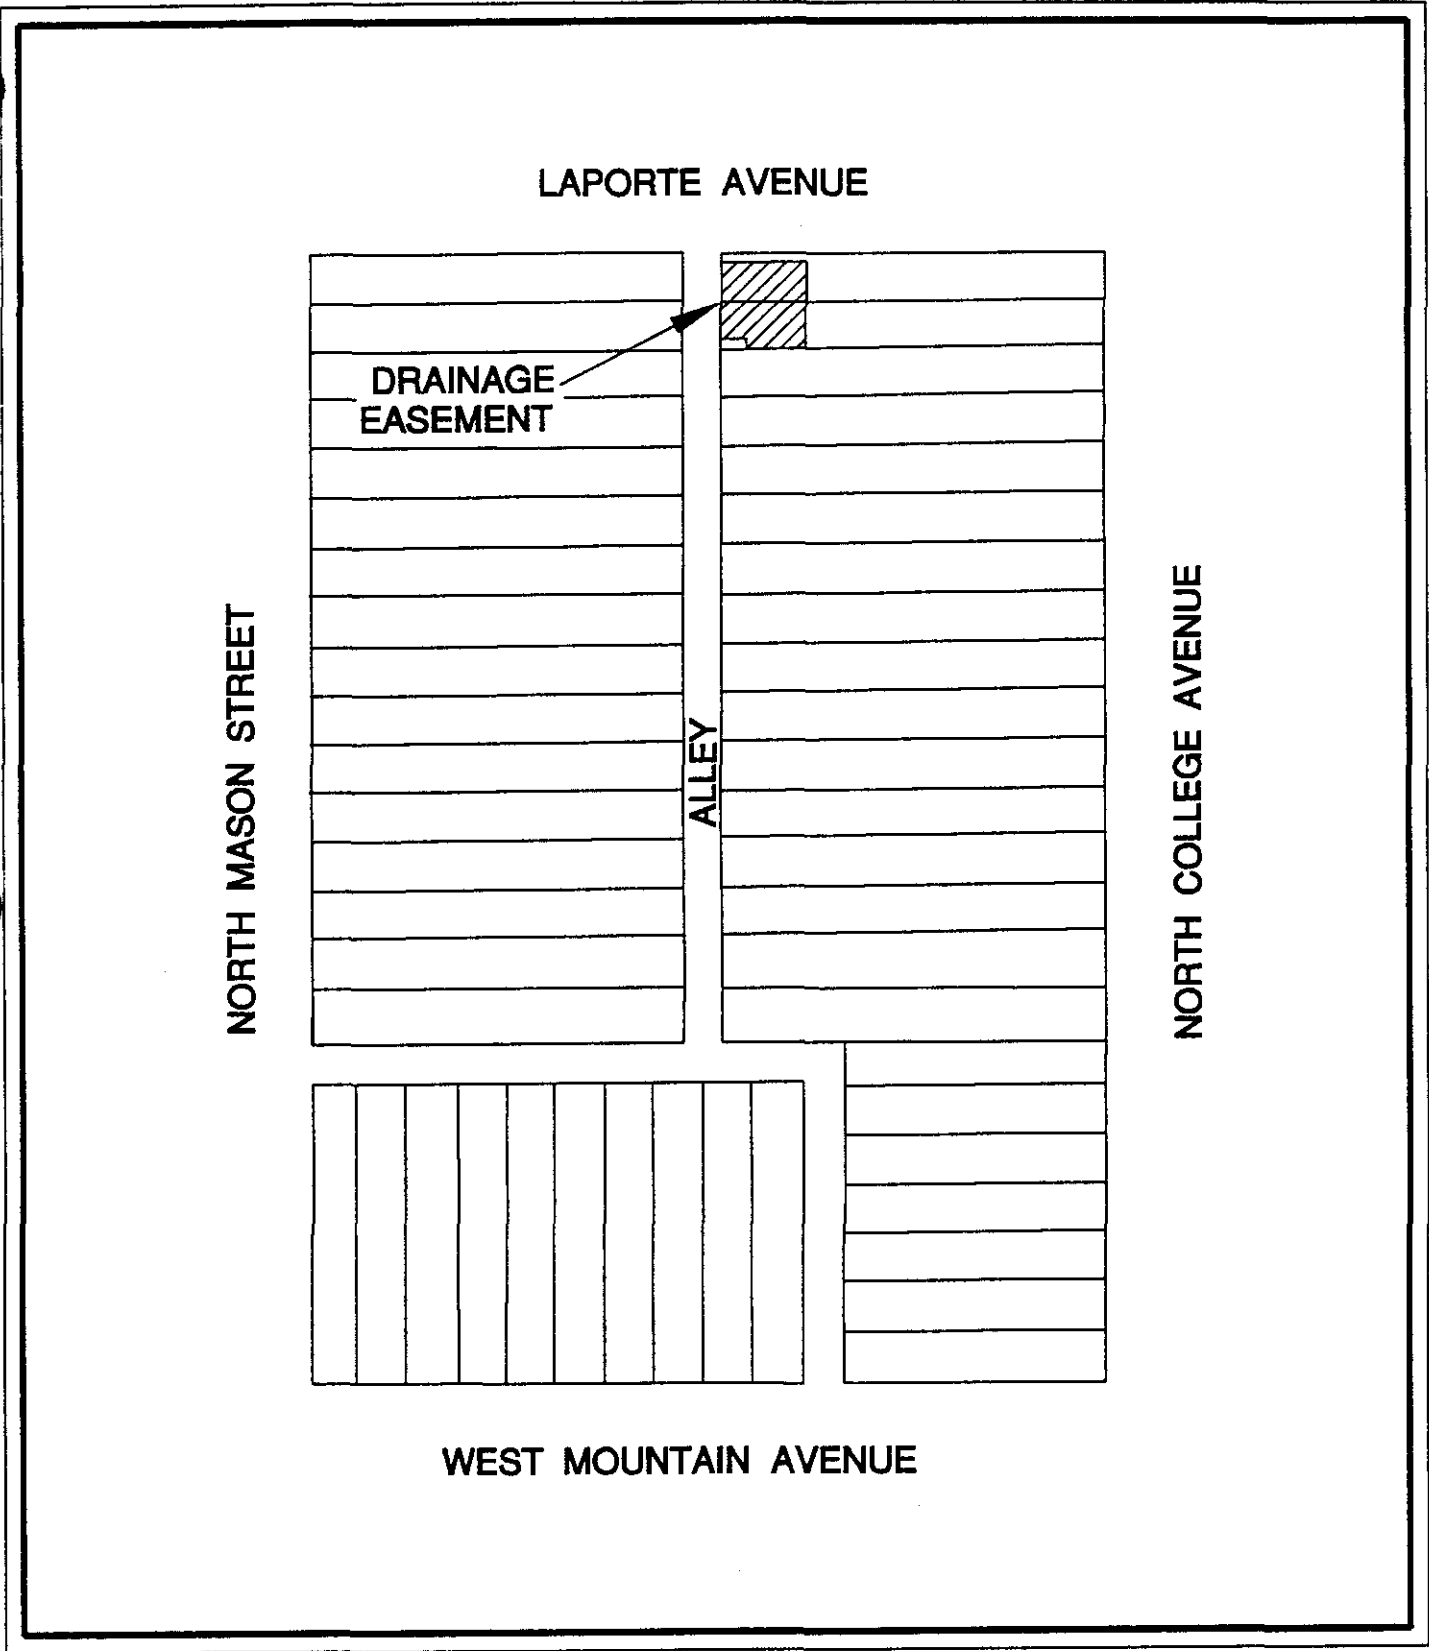 LAPORTE AVENUE
DRAINAGE
EASEMENT
NORTH MASON STREET
ALLEY
NORTH COLLEGE AVENUE
WEST MOUNTAIN AVENUE